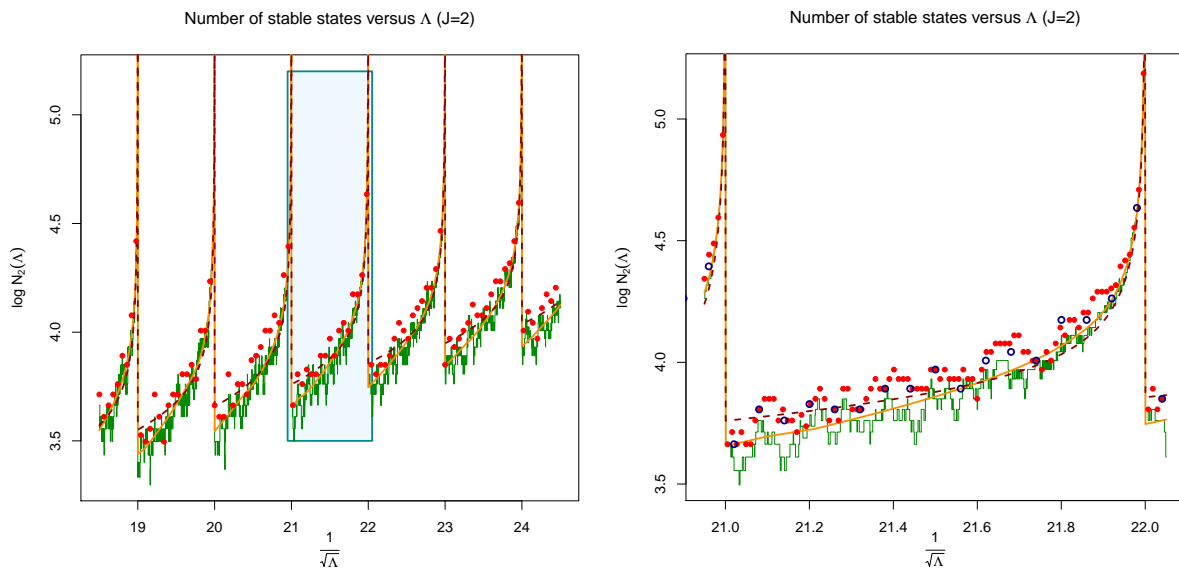 Number of stable states versus Λ (J=2)
log N₂(Λ)
5.0
4.5
4.0
3.5
19 20 21 22 23 24
1/√Λ
Number of stable states versus Λ (J=2)
log N₂(Λ)
5.0
4.5
4.0
3.5
21.0 21.2 21.4 21.6 21.8 22.0
1/√Λ